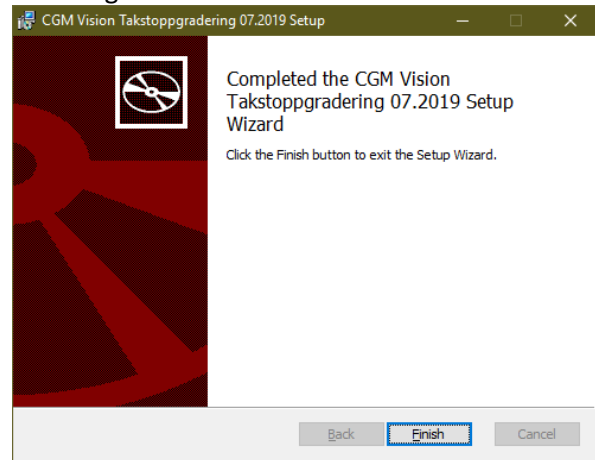 CGM Vision Takstoppgradering 07.2019 Setup
Completed the CGM Vision
Takstoppgradering 07.2019 Setup
Wizard
Click the Finish button to exit the Setup Wizard.
Back Finish Cancel